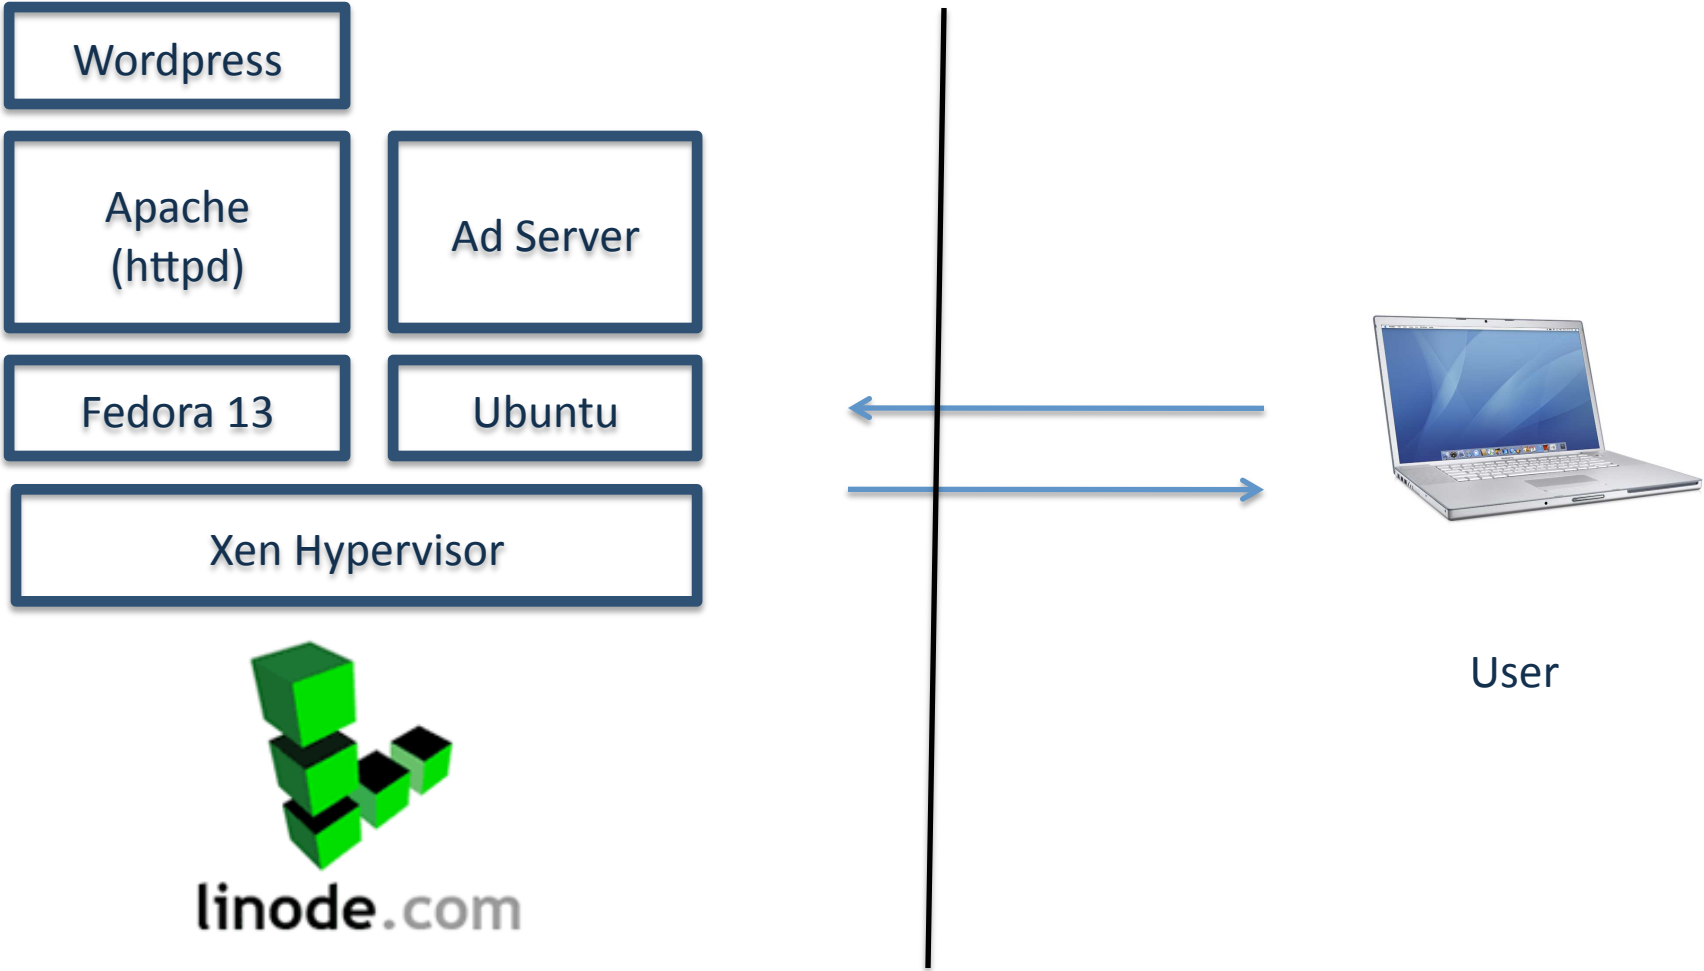 Wordpress
Apache
(httpd)
Ad Server
Fedora 13
Ubuntu
Xen Hypervisor
User
linode.com